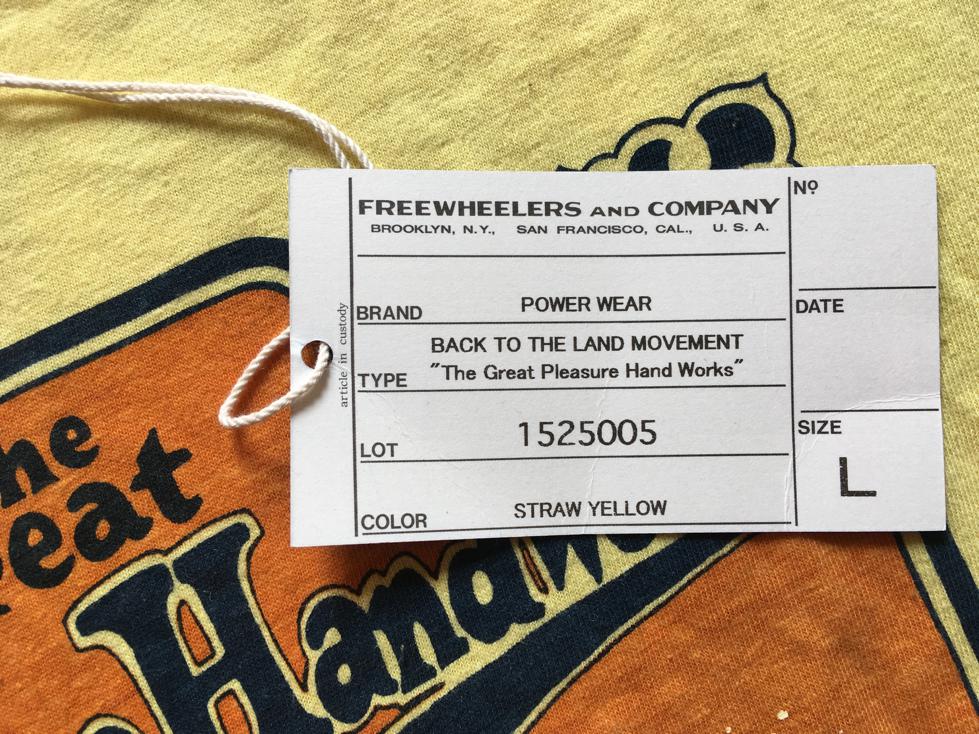 FREEWHEELERS AND COMPANY
BROOKLYN, N.Y., SAN FRANCISCO, CAL., U. S. A.
BRAND POWER WEAR
TYPE BACK TO THE LAND MOVEMENT
"The Great Pleasure Hand Works"
LOT 1525005
COLOR STRAW YELLOW
Nº
DATE
SIZE
L
article in custody
he
eat
Handw